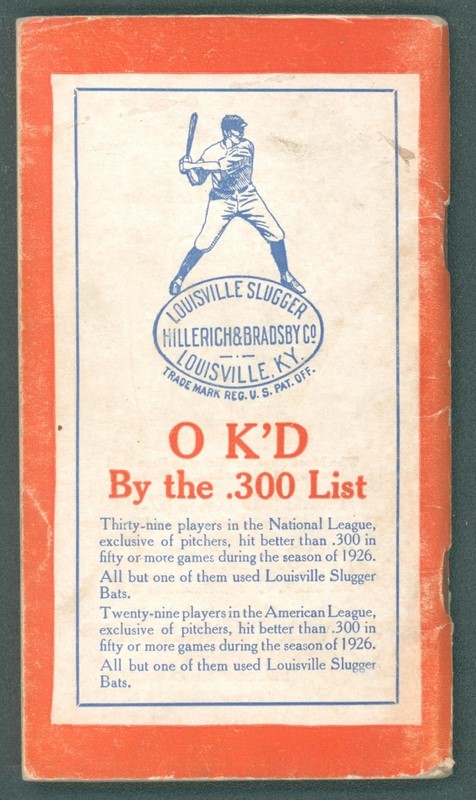 LOUISVILLE SLUGGER
HILLERICH & BRADSBY Cº
LOUISVILLE, KY.
TRADE MARK REG. U.S. PAT. OFF.
O K'D
By the .300 List
Thirty-nine players in the National League,
exclusive of pitchers, hit better than .300 in
fifty or more games during the season of 1926.
All but one of them used Louisville Slugger
Bats.
Twenty-nine players in the American League,
exclusive of pitchers, hit better than .300 in
fifty or more games during the season of 1926.
All but one of them used Louisville Slugger
Bats.